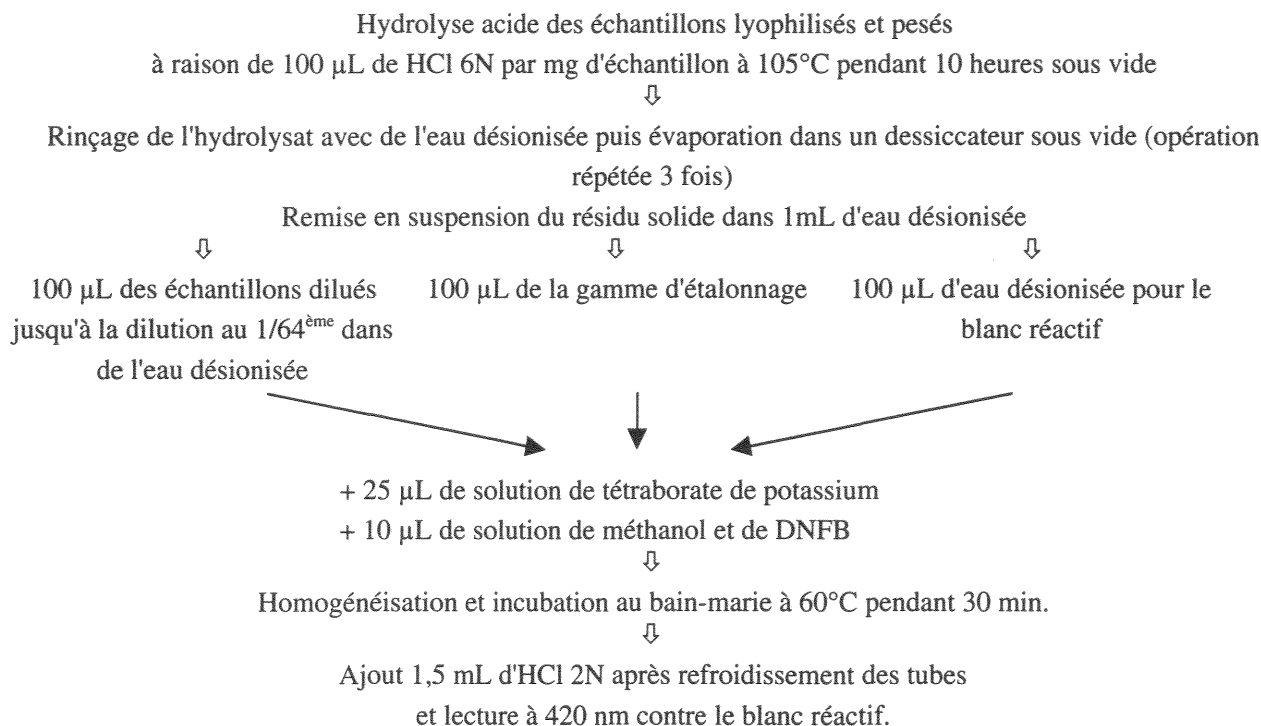 Hydrolyse acide des échantillons lyophilisés et pesés
à raison de 100 µL de HCl 6N par mg d'échantillon à 105°C pendant 10 heures sous vide
⇩
Rinçage de l'hydrolysat avec de l'eau désionisée puis évaporation dans un dessiccateur sous vide (opération
répétée 3 fois)
Remise en suspension du résidu solide dans 1mL d'eau désionisée
⇩ ⇩ ⇩
100 µL des échantillons dilués
jusqu'à la dilution au 1/64ème dans
de l'eau désionisée
100 µL de la gamme d'étalonnage
100 µL d'eau désionisée pour le
blanc réactif
+ 25 µL de solution de tétraborate de potassium
+ 10 µL de solution de méthanol et de DNFB
⇩
Homogénéisation et incubation au bain-marie à 60°C pendant 30 min.
⇩
Ajout 1,5 mL d'HCl 2N après refroidissement des tubes
et lecture à 420 nm contre le blanc réactif.